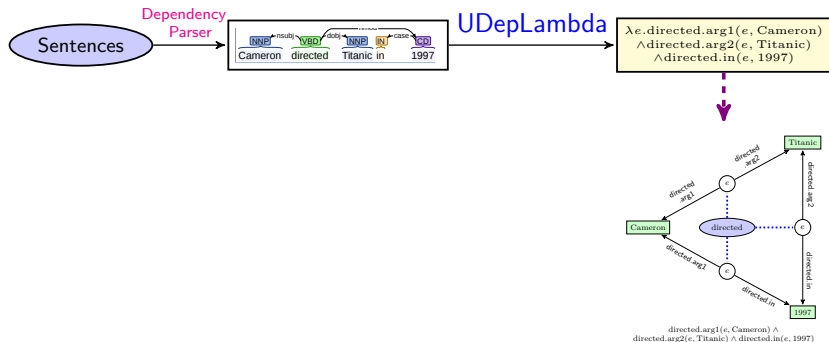 Sentences
Dependency
Parser
NNP nsubj VBD dobj NNP IN case CD
Cameron directed Titanic in 1997
UDepLambda
λe.directed.arg1(e, Cameron)
∧directed.arg2(e, Titanic)
∧directed.in(e, 1997)
Titanic
directed
.arg2
e
directed
.arg1
directed.arg2
Cameron
directed
e
directed.arg1
e
directed.in
directed.in
1997
directed.arg1(e, Cameron) ∧
directed.arg2(e, Titanic) ∧ directed.in(e, 1997)